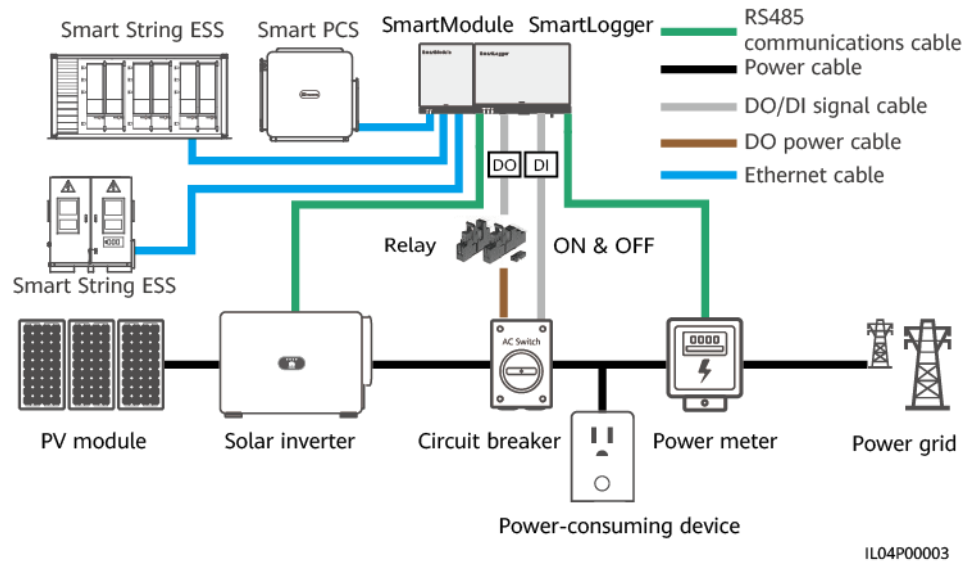 Smart String ESS
Smart PCS
SmartModule
SmartLogger
RS485
communications cable
Power cable
DO/DI signal cable
DO power cable
Ethernet cable
DO
DI
Relay
ON & OFF
Smart String ESS
AC Switch
PV module
Solar inverter
Circuit breaker
Power meter
Power grid
Power-consuming device
IL04P00003